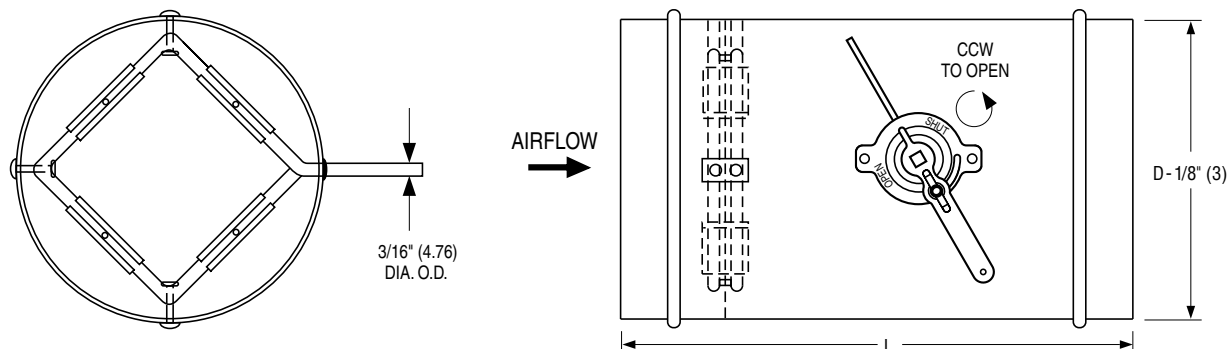 CCW
TO OPEN
AIRFLOW
SHUT
OPEN
D - 1/8" (3)
3/16" (4.76)
DIA. O.D.
L